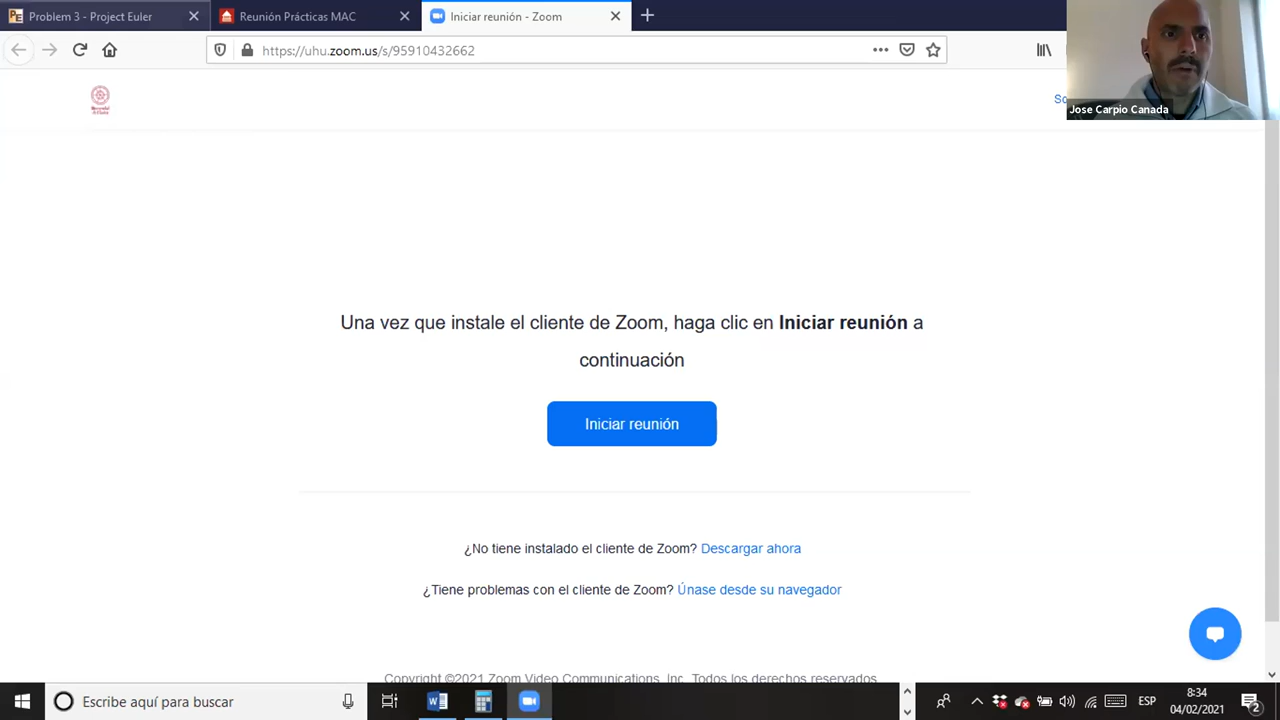 Problem 3 - Project Euler
Reunión Prácticas MAC
Iniciar reunión - Zoom
https://uhu.zoom.us/s/95910432662
Jose Carpio Canada
Una vez que instale el cliente de Zoom, haga clic en Iniciar reunión a
continuación
Iniciar reunión
¿No tiene instalado el cliente de Zoom? Descargar ahora
¿Tiene problemas con el cliente de Zoom? Únase desde su navegador
Copyright ©2021 Zoom Video Communications, Inc. Todos los derechos reservados
Escribe aquí para buscar
ESP
8:34
04/02/2021
2